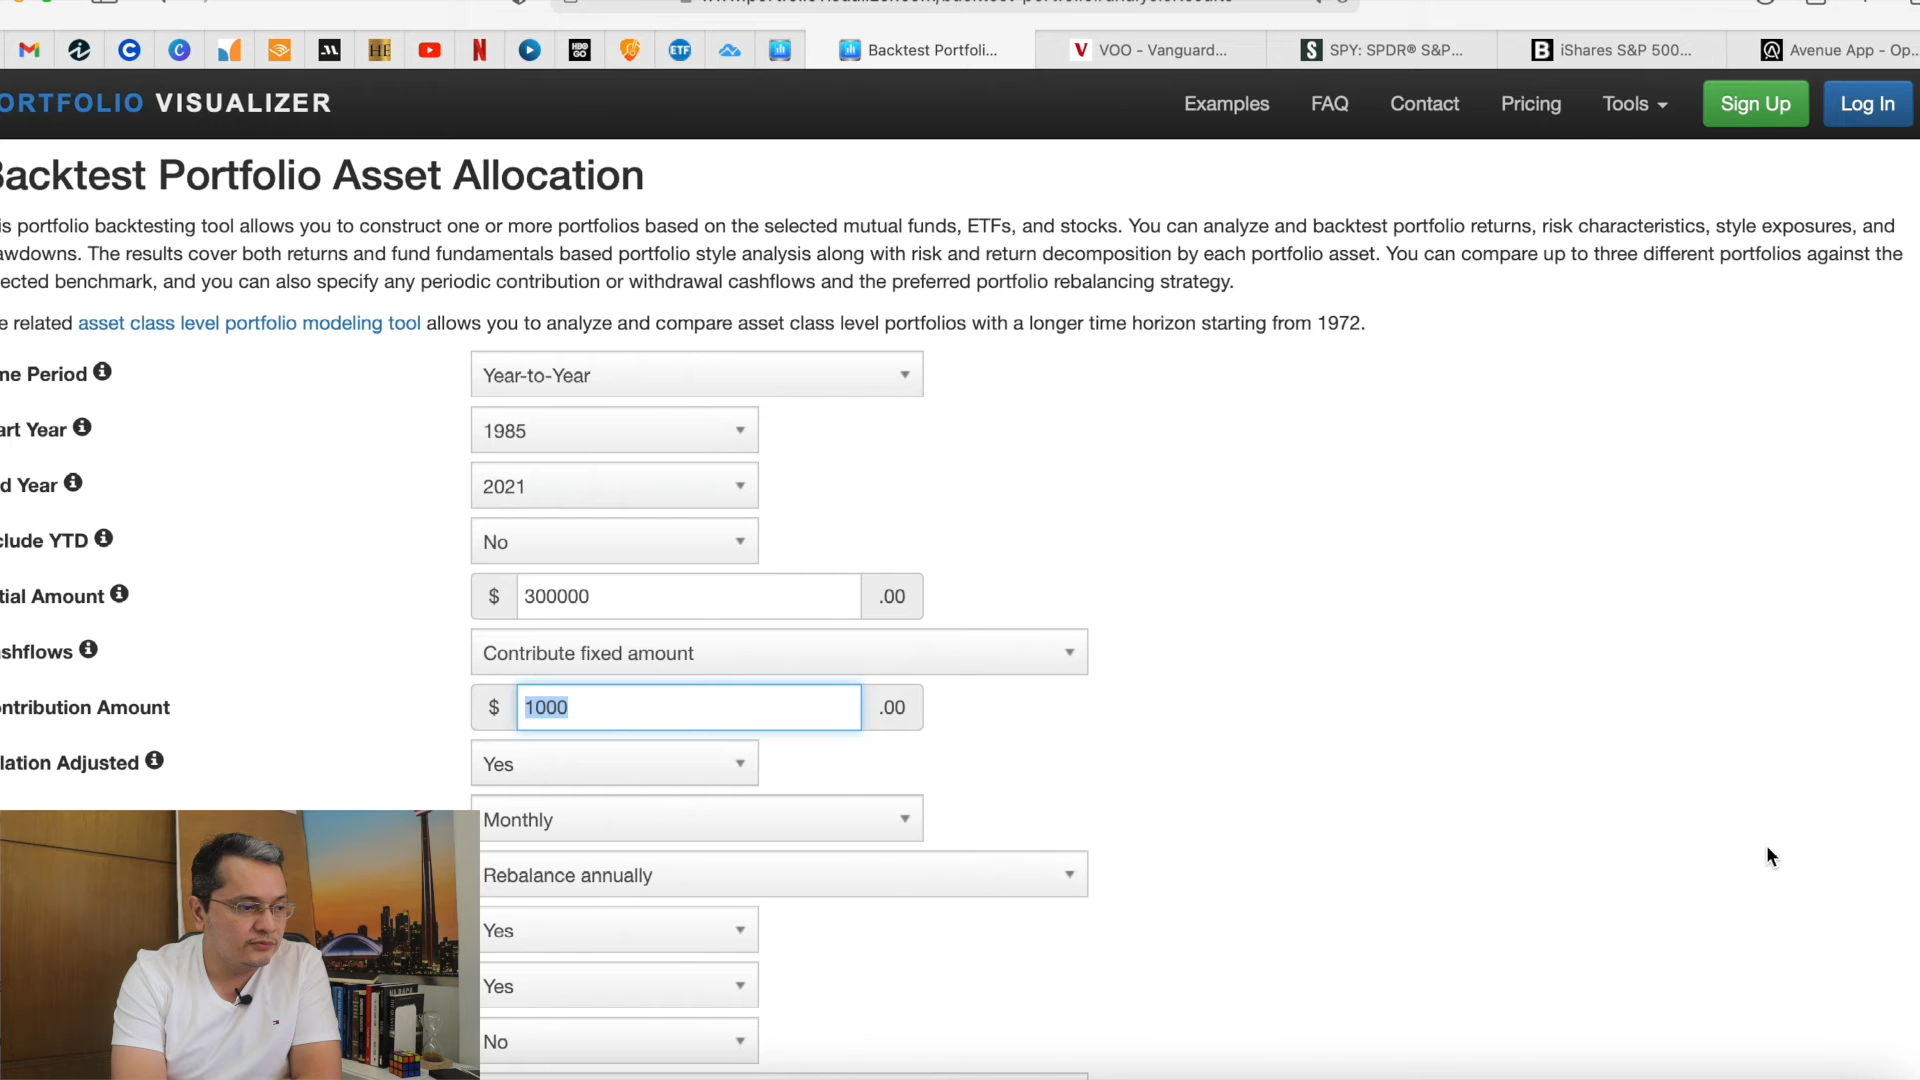 Backtest Portfoli...
VOO - Vanguard...
SPY: SPDR® S&P...
iShares S&P 500...
Avenue App - Op...
HBO
GO
ETF
ORTFOLIO VISUALIZER
Examples
FAQ
Contact
Pricing
Tools
Sign Up
Log In
acktest Portfolio Asset Allocation
is portfolio backtesting tool allows you to construct one or more portfolios based on the selected mutual funds, ETFs, and stocks. You can analyze and backtest portfolio returns, risk characteristics, style exposures, and
awdowns. The results cover both returns and fund fundamentals based portfolio style analysis along with risk and return decomposition by each portfolio asset. You can compare up to three different portfolios against the
ected benchmark, and you can also specify any periodic contribution or withdrawal cashflows and the preferred portfolio rebalancing strategy.
e related asset class level portfolio modeling tool allows you to analyze and compare asset class level portfolios with a longer time horizon starting from 1972.
me Period
Year-to-Year
art Year
1985
d Year
2021
clude YTD
No
tial Amount
$ 300000 .00
shflows
Contribute fixed amount
ntribution Amount
$ 1000 .00
lation Adjusted
Yes
Monthly
Rebalance annually
Yes
Yes
No